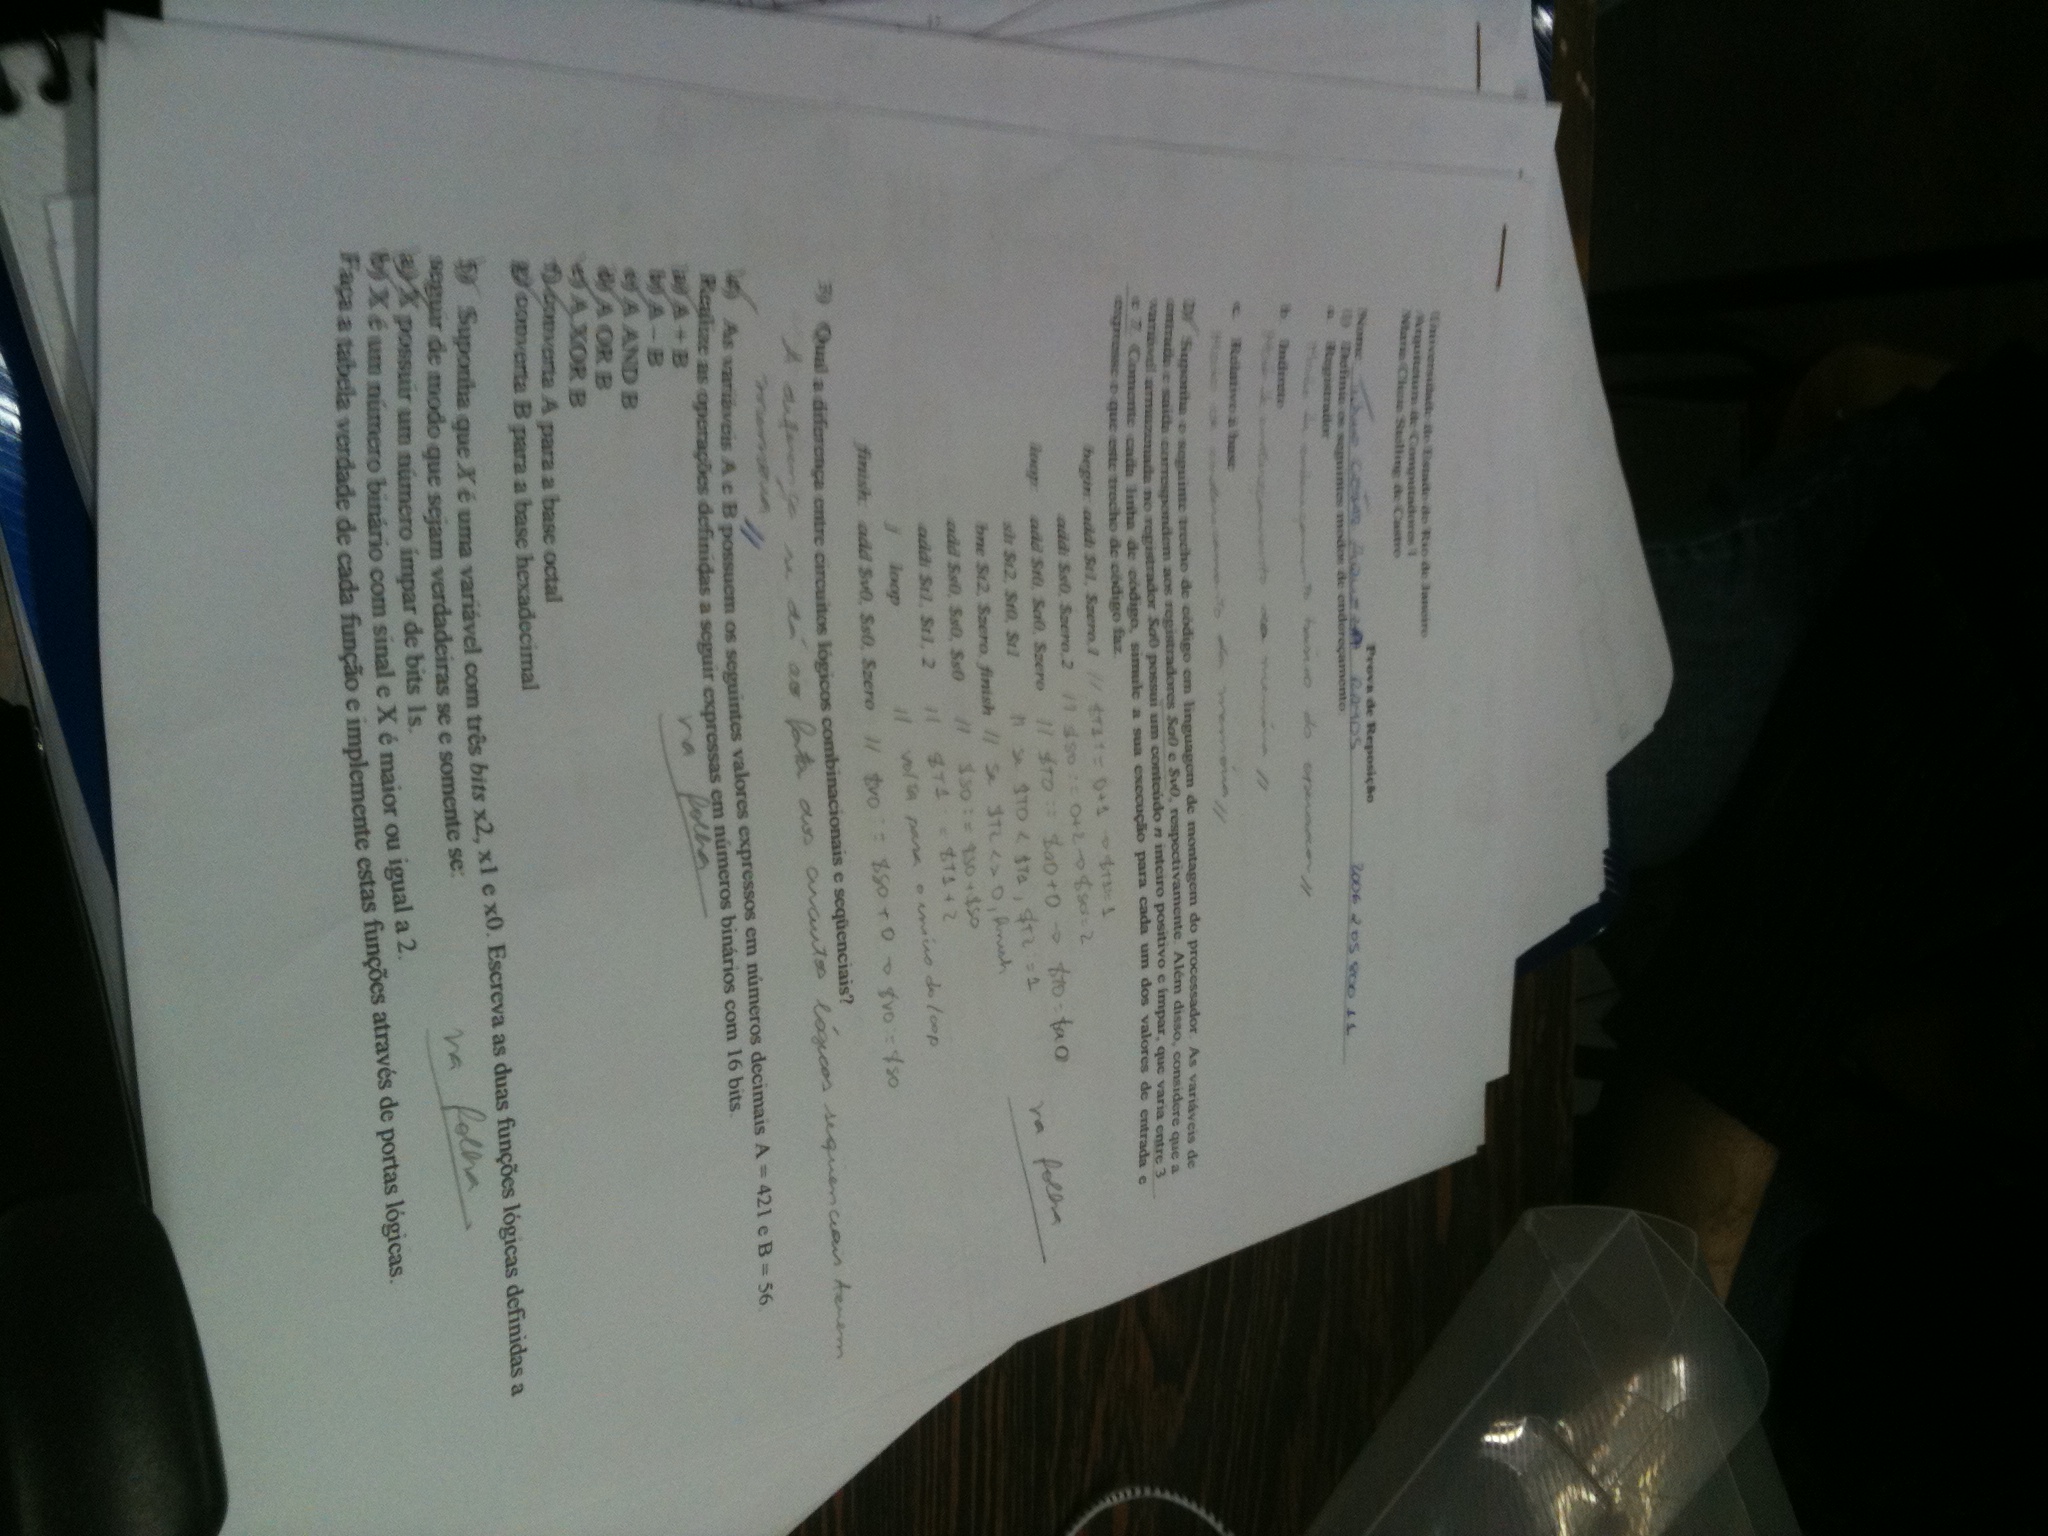 Universidade do Estado do Rio de Janeiro
Arquitetura de Computadores I
Maria Clicia Stelling de Castro
Prova de Reposição
Nome: 2006 2 05 900 11
1) Defina os seguintes modos de endereçamento:
a. Registrador
b. Indireto
c. Relativo à base
2) Suponha o seguinte trecho de código em linguagem de montagem do processador. As variáveis de
entrada e saída correspondem aos registradores $a0 e $v0, respectivamente. Além disso, considere que a
variável armazenada no registrador $a0 possui um conteúdo n inteiro positivo e ímpar, que varia entre 3
e 7. Comente cada linha de código, simule a sua execução para cada um dos valores de entrada e
expresse o que este trecho de código faz.
begin: addi $t1, $zero,1 // $T1 := 0+1 → $T1=1
addi $s0, $zero,2 // $S0 := 0+2 → $S0=2
loop: add $t0, $a0, $zero // $T0 := $a0+0 → $T0=$a0
slt $t2, $t0, $t1 // se $T0 < $T1, $T2=1
bne $t2, $zero, finish // se $T2 <> 0, finish
add $s0, $s0, $s0 // $S0 := $S0+$S0
addi $t1, $t1, 2 // $T1 := $T1+2
j loop // volta para o início do loop
finish: add $v0, $s0, $zero // $V0 := $S0+0 → $V0=$S0
na folha
3) Qual a diferença entre circuitos lógicos combinacionais e seqüenciais?
A diferença se dá ao fato dos circuitos lógicos sequenciais terem
memória //
4) As variáveis A e B possuem os seguintes valores expressos em números decimais A = 421 e B = 56.
Realize as operações definidas a seguir expressas em números binários com 16 bits.
a) A + B
b) A – B
c) A AND B
d) A OR B
e) A XOR B
f) converta A para a base octal
g) converta B para a base hexadecimal
na folha
5) Suponha que X é uma variável com três bits x2, x1 e x0. Escreva as duas funções lógicas definidas a
seguir de modo que sejam verdadeiras se e somente se:
a) X possuir um número ímpar de bits 1s.
b) X é um número binário com sinal e X é maior ou igual a 2.
Faça a tabela verdade de cada função e implemente estas funções através de portas lógicas.
na folha